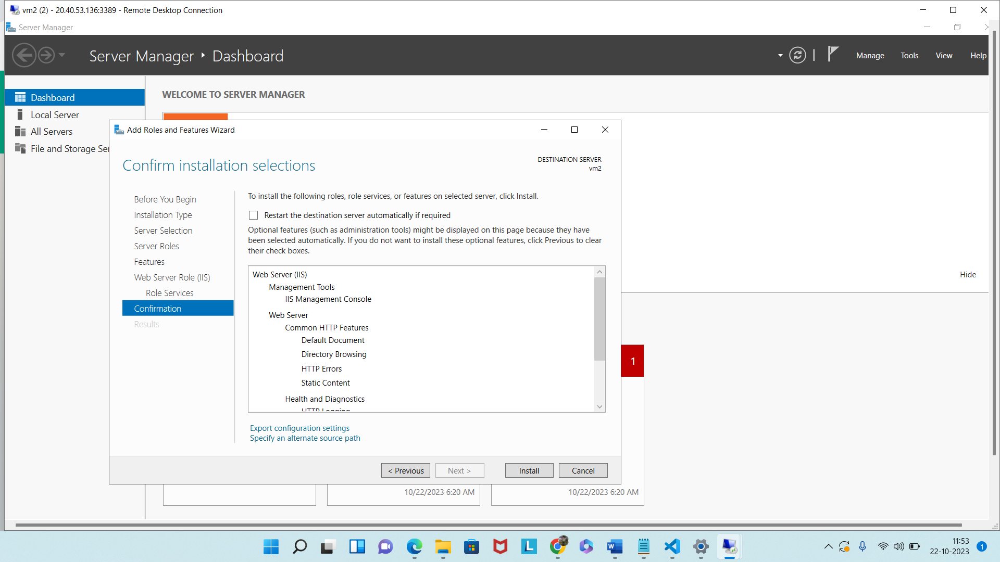 vm2 (2) - 20.40.53.136:3389 - Remote Desktop Connection
Server Manager
Server Manager ‣ Dashboard
Manage
Tools
View
Help
Dashboard
Local Server
All Servers
File and Storage Ser
WELCOME TO SERVER MANAGER
Hide
Add Roles and Features Wizard
Confirm installation selections
DESTINATION SERVER
vm2
Before You Begin
Installation Type
Server Selection
Server Roles
Features
Web Server Role (IIS)
Role Services
Confirmation
Results
To install the following roles, role services, or features on selected server, click Install.
Restart the destination server automatically if required
Optional features (such as administration tools) might be displayed on this page because they have
been selected automatically. If you do not want to install these optional features, click Previous to clear
their check boxes.
Web Server (IIS)
Management Tools
IIS Management Console
Web Server
Common HTTP Features
Default Document
Directory Browsing
HTTP Errors
Static Content
Health and Diagnostics
HTTP Logging
Export configuration settings
Specify an alternate source path
< Previous
Next >
Install
Cancel
1
10/22/2023 6:20 AM
10/22/2023 6:20 AM
11:53
22-10-2023
1